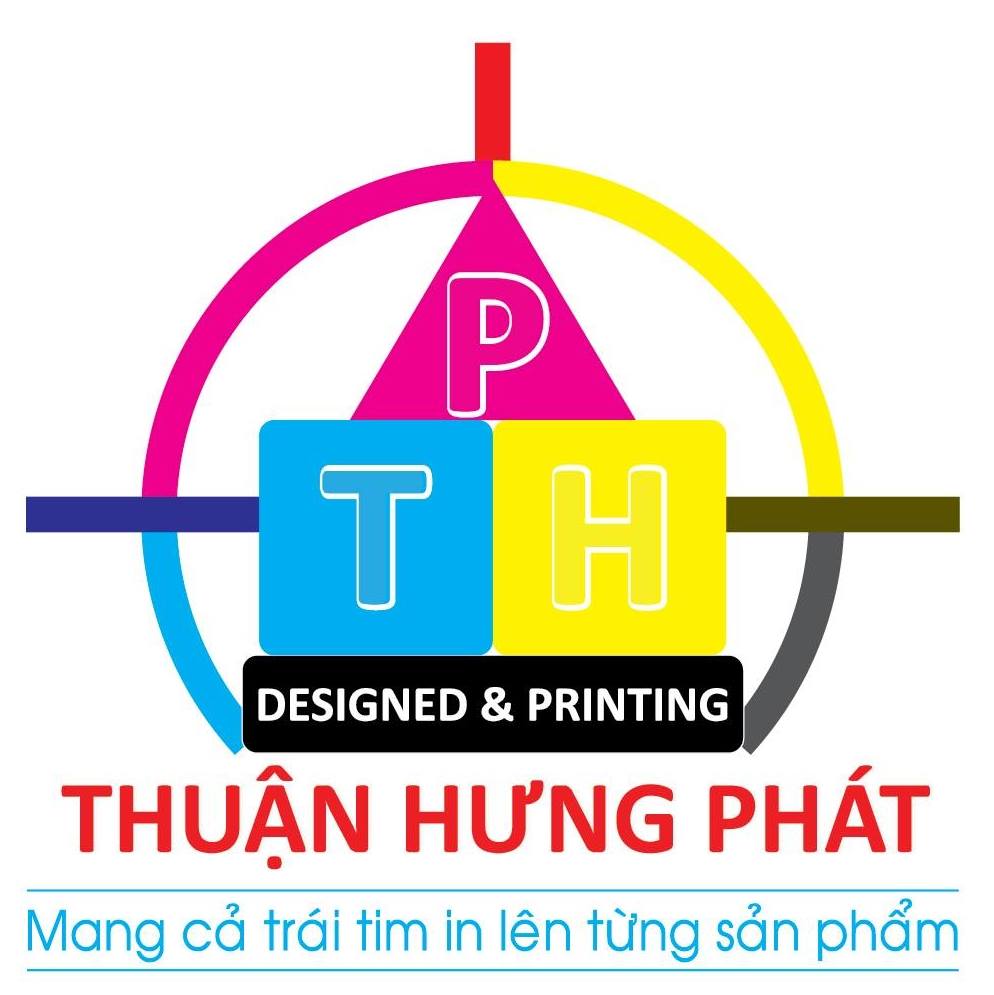 P
T H
DESIGNED & PRINTING
THUẬN HƯNG PHÁT
Mang cả trái tim in lên từng sản phẩm